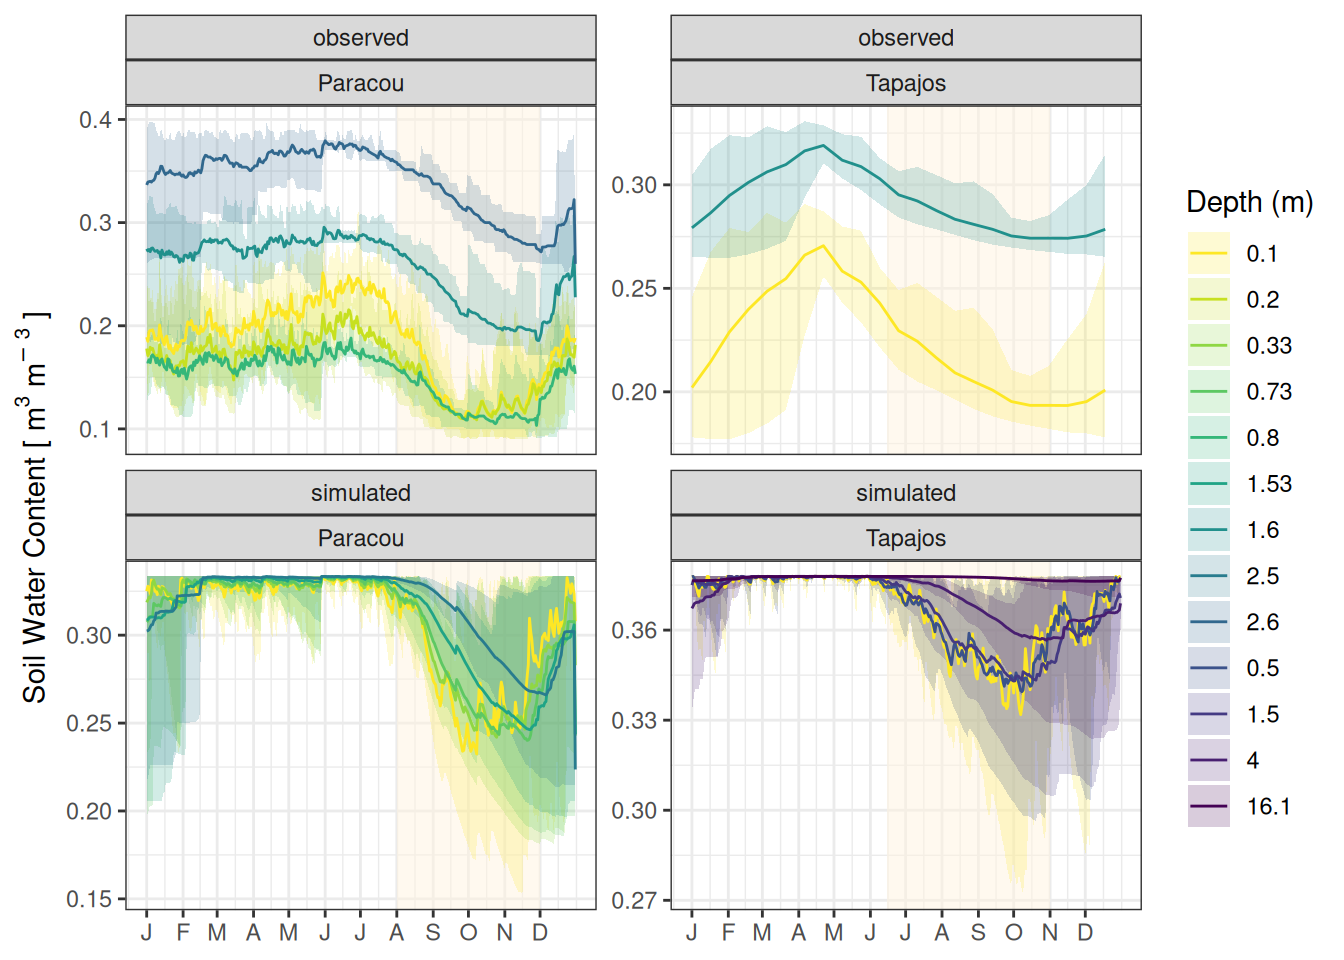 observed
Paracou
0.4
0.3
0.2
0.1
observed
Tapajos
0.30
0.25
0.20
simulated
Paracou
0.30
0.25
0.20
0.15
J F M A M J J A S O N D
simulated
Tapajos
0.36
0.33
0.30
0.27
J F M A M J J A S O N D
Soil Water Content [ m³ m⁻³ ]
Depth (m)
0.1
0.2
0.33
0.73
0.8
1.53
1.6
2.5
2.6
0.5
1.5
4
16.1